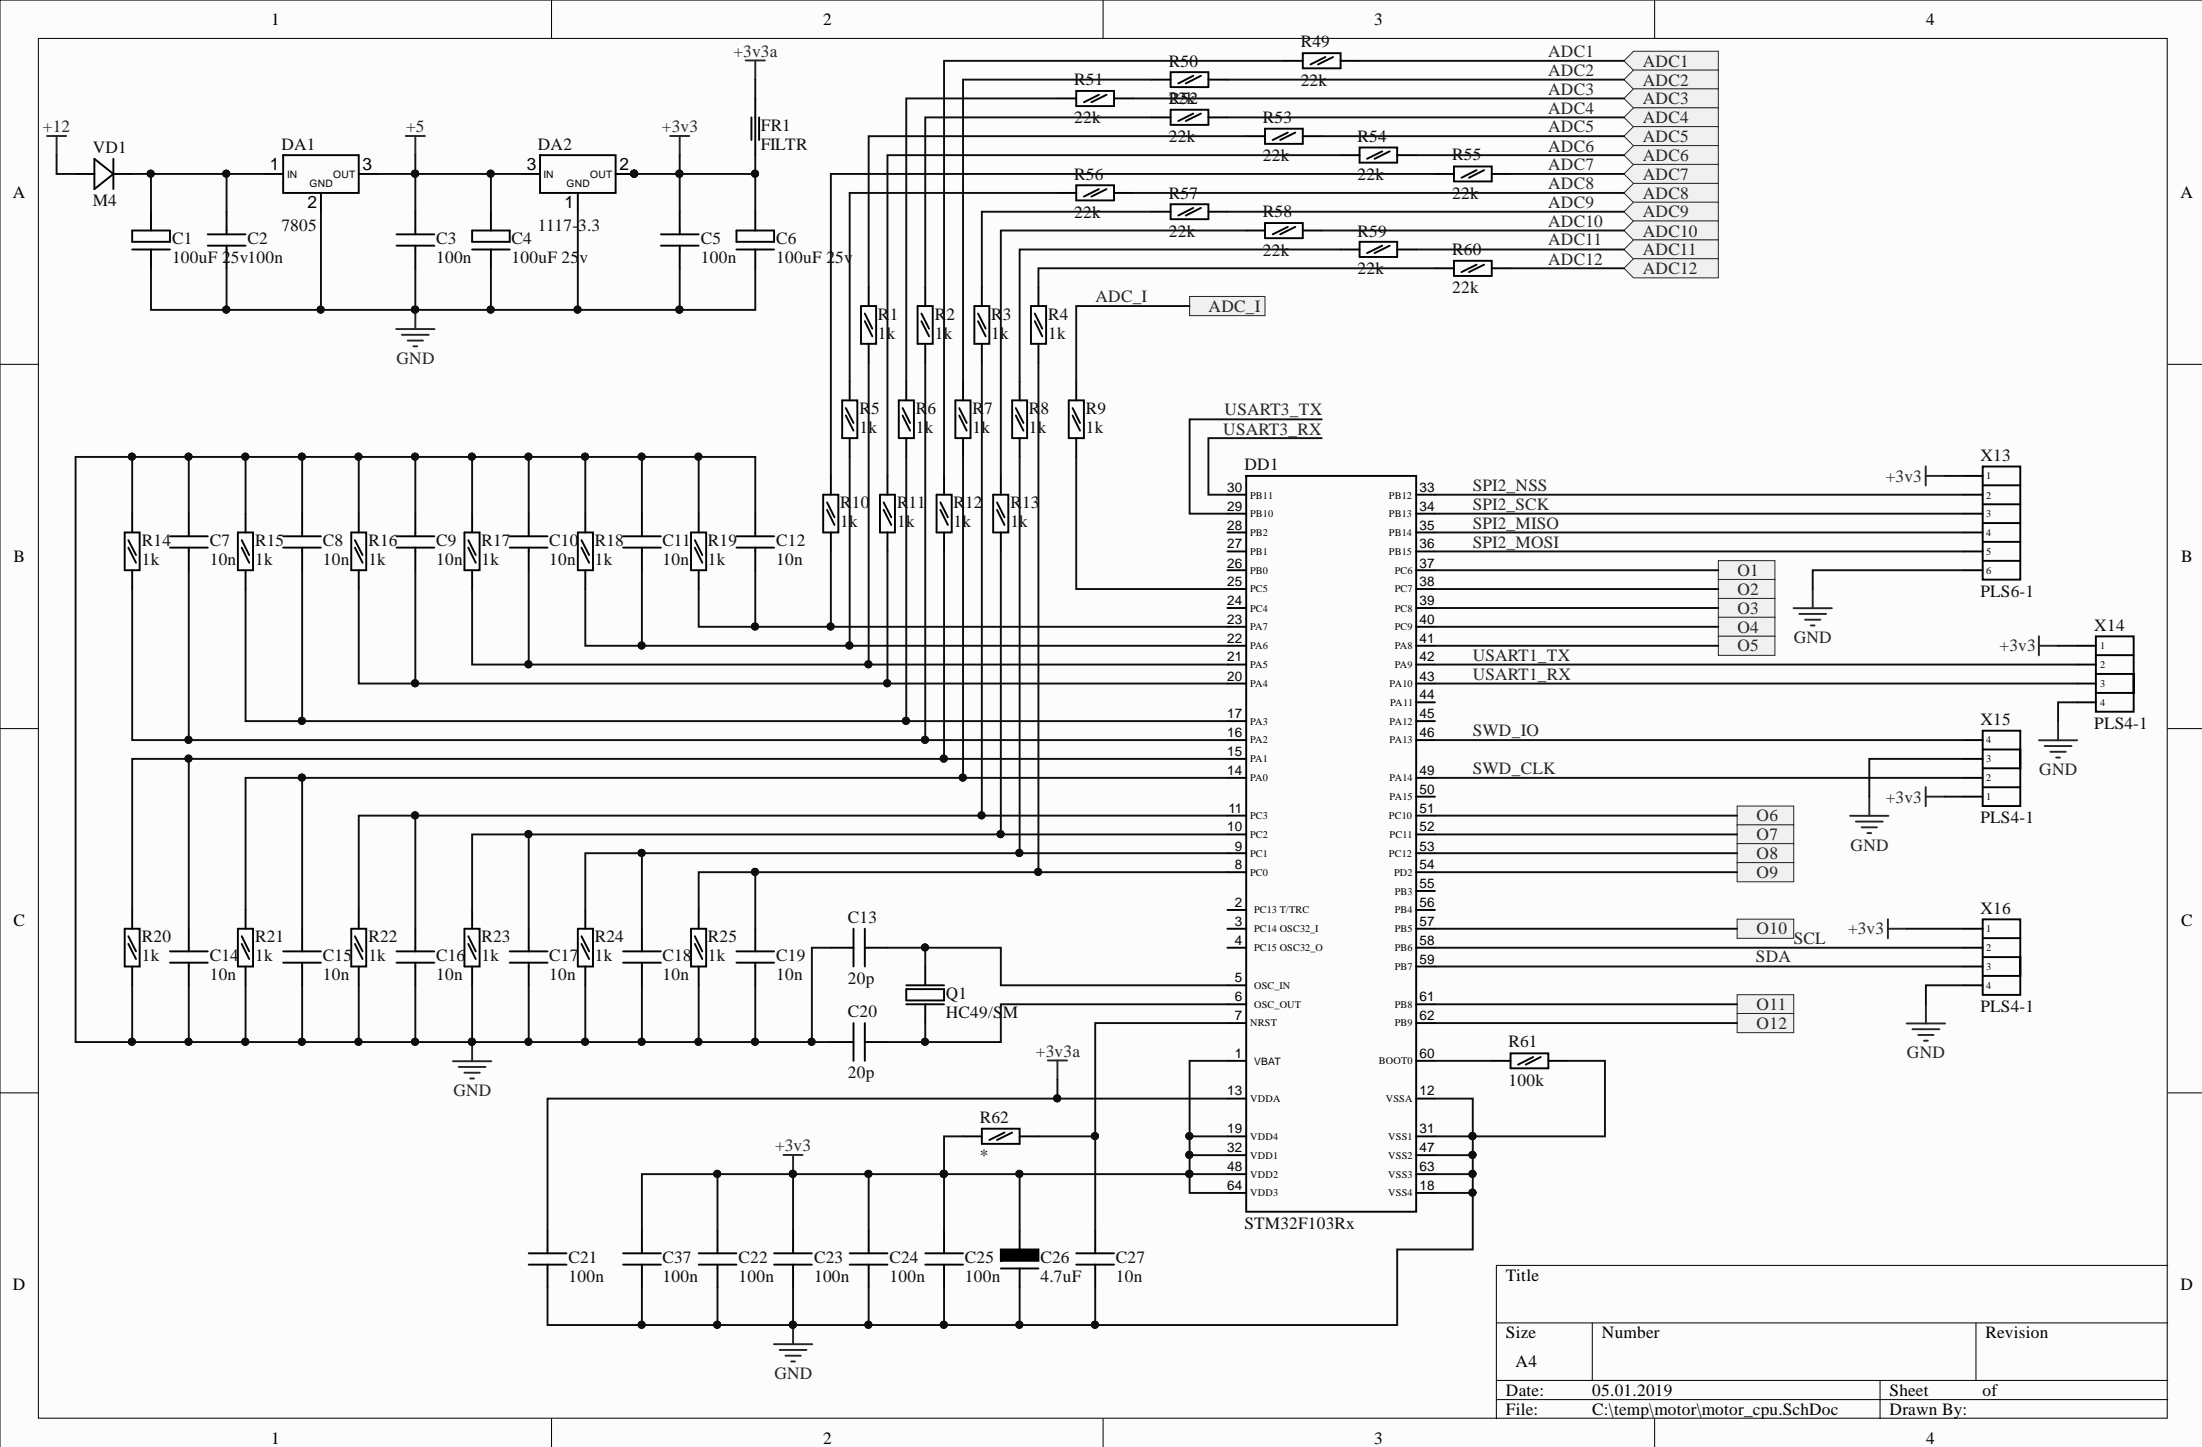 1 2 3 4
A B C D
A B C D
1 2 3 4
+12
VD1
M4
C1
100uF 25v
C2
100n
DA1
1 IN OUT 3
GND
2
7805
+5
C3
100n
C4
100uF 25v
DA2
3 IN OUT 2
GND
1
1117-3.3
+3v3
C5
100n
C6
100uF 25v
+3v3a
FR1
FILTR
GND
R49
22k
R50
22k
R51
22k
R52
22k
R53
22k
R54
22k
R55
22k
R56
22k
R57
22k
R58
22k
R59
22k
R60
22k
ADC1 ADC1
ADC2 ADC2
ADC3 ADC3
ADC4 ADC4
ADC5 ADC5
ADC6 ADC6
ADC7 ADC7
ADC8 ADC8
ADC9 ADC9
ADC10 ADC10
ADC11 ADC11
ADC12 ADC12
ADC_I ADC_I
R1
1k
R2
1k
R3
1k
R4
1k
R5
1k
R6
1k
R7
1k
R8
1k
R9
1k
R10
1k
R11
1k
R12
1k
R13
1k
R14
1k
C7
10n
R15
1k
C8
10n
R16
1k
C9
10n
R17
1k
C10
10n
R18
1k
C11
10n
R19
1k
C12
10n
R20
1k
C14
10n
R21
1k
C15
10n
R22
1k
C16
10n
R23
1k
C17
10n
R24
1k
C18
10n
R25
1k
C19
10n
GND
C13
20p
C20
20p
Q1
HC49/SM
USART3_TX
USART3_RX
DD1
30 PB11
29 PB10
28 PB2
27 PB1
26 PB0
25 PC5
24 PC4
23 PA7
22 PA6
21 PA5
20 PA4
17 PA3
16 PA2
15 PA1
14 PA0
11 PC3
10 PC2
9 PC1
8 PC0
2 PC13 T/TRC
3 PC14 OSC32_I
4 PC15 OSC32_O
5 OSC_IN
6 OSC_OUT
7 NRST
1 VBAT
13 VDDA
19 VDD4
32 VDD1
48 VDD2
64 VDD3
PB12 33 SPI2_NSS
PB13 34 SPI2_SCK
PB14 35 SPI2_MISO
PB15 36 SPI2_MOSI
PC6 37 O1
PC7 38 O2
PC8 39 O3
PC9 40 O4
PA8 41 O5
PA9 42 USART1_TX
PA10 43 USART1_RX
PA11 44
PA12 45
PA13 46 SWD_IO
PA14 49 SWD_CLK
PA15 50
PC10 51 O6
PC11 52 O7
PC12 53 O8
PD2 54 O9
PB3 55
PB4 56
PB5 57 O10
PB6 58 SCL
PB7 59 SDA
PB8 61 O11
PB9 62 O12
BOOT0 60
VSSA 12
VSS1 31
VSS2 47
VSS3 63
VSS4 18
STM32F103Rx
R61
100k
X13
+3v3 1
2
3
4
5
6
PLS6-1
GND
X14
+3v3 1
2
3
4
PLS4-1
GND
X15
4
3
2
+3v3 1
PLS4-1
GND
X16
+3v3 1
2
3
4
PLS4-1
GND
+3v3a
R62
*
+3v3
C21
100n
C37
100n
C22
100n
C23
100n
C24
100n
C25
100n
C26
4.7uF
C27
10n
GND
Title
Size Number Revision
A4
Date: 05.01.2019 Sheet of
File: C:\temp\motor\motor_cpu.SchDoc Drawn By: